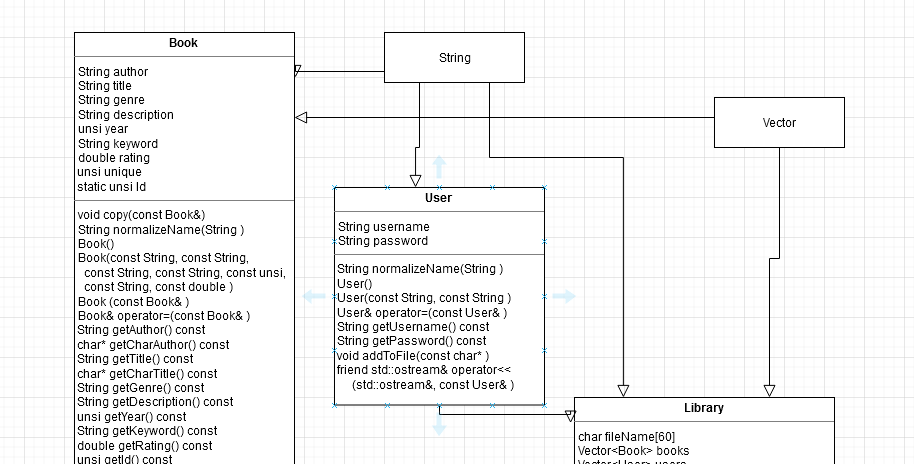 Book
String author
String title
String genre
String description
unsi year
String keyword
double rating
unsi unique
static unsi Id
void copy(const Book&)
String normalizeName(String )
Book()
Book(const String, const String,
const String, const String, const unsi,
const String, const double )
Book (const Book& )
Book& operator=(const Book& )
String getAuthor() const
char* getCharAuthor() const
String getTitle() const
char* getCharTitle() const
String getGenre() const
String getDescription() const
unsi getYear() const
String getKeyword() const
double getRating() const
unsi getId() const
String
Vector
User
String username
String password
String normalizeName(String )
User()
User(const String, const String )
User& operator=(const User& )
String getUsername() const
String getPassword() const
void addToFile(const char* )
friend std::ostream& operator<<
(std::ostream&, const User& )
Library
char fileName[60]
Vector<Book> books
Vector<User> users